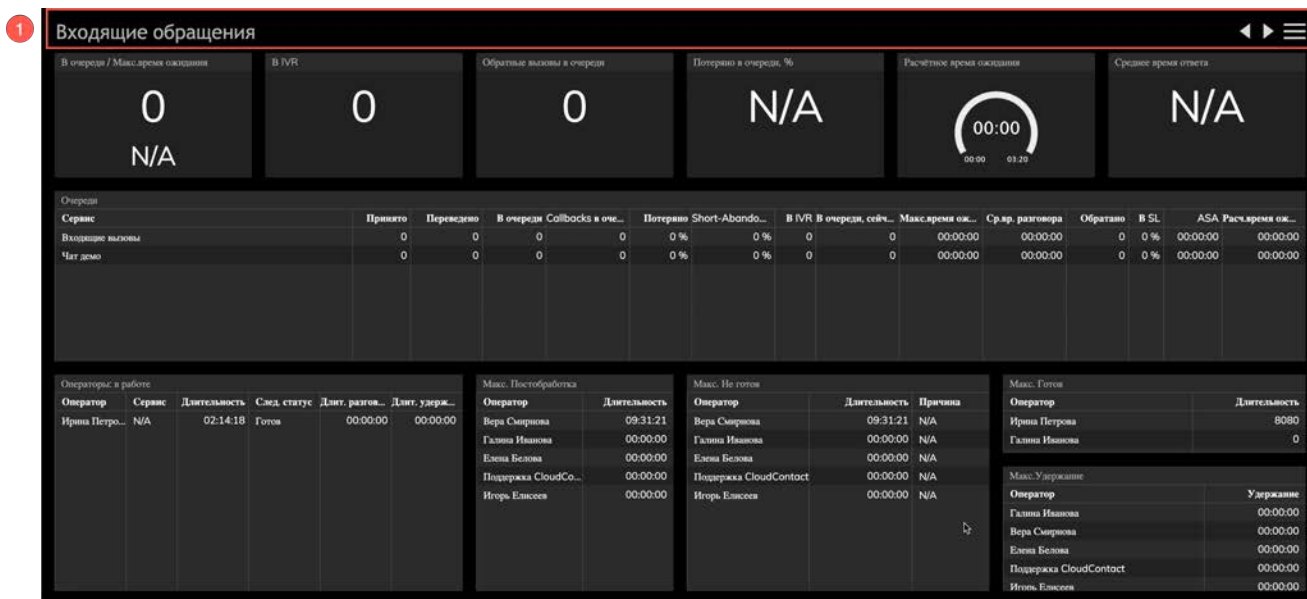 1
Входящие обращения
В очереди / Макс.время ожидания
0
N/A
В IVR
0
Обратные вызовы в очереди
0
Потеряно в очереди, %
N/A
Расчётное время ожидания
00:00
00:00 03:20
Среднее время ответа
N/A
Очереди
Сервис Принято Переведено В очереди Callbacks в оче... Потеряно Short-Abando... В IVR В очереди, сейч... Макс.время ож... Ср.вр. разговора Обратано В SL ASA Расч.время ож...
Входящие вызовы 0 0 0 0 0 % 0 % 0 0 00:00:00 00:00:00 0 0 % 00:00:00 00:00:00
Чат демо 0 0 0 0 0 % 0 % 0 0 00:00:00 00:00:00 0 0 % 00:00:00 00:00:00
Операторы: в работе
Оператор Сервис Длительность След. статус Длит. разгов... Длит. удерж...
Ирина Петро... N/A 02:14:18 Готов 00:00:00 00:00:00
Макс. Постобработка
Оператор Длительность
Вера Смирнова 09:31:21
Галина Иванова 00:00:00
Елена Белова 00:00:00
Поддержка CloudCo... 00:00:00
Игорь Елисеев 00:00:00
Макс. Не готов
Оператор Длительность Причина
Вера Смирнова 09:31:21 N/A
Галина Иванова 00:00:00 N/A
Елена Белова 00:00:00 N/A
Поддержка CloudContact 00:00:00 N/A
Игорь Елисеев 00:00:00 N/A
Макс. Готов
Оператор Длительность
Ирина Петрова 8080
Галина Иванова 0
Макс.Удержание
Оператор Удержание
Галина Иванова 00:00:00
Вера Смирнова 00:00:00
Елена Белова 00:00:00
Поддержка CloudContact 00:00:00
Игорь Елисеев 00:00:00